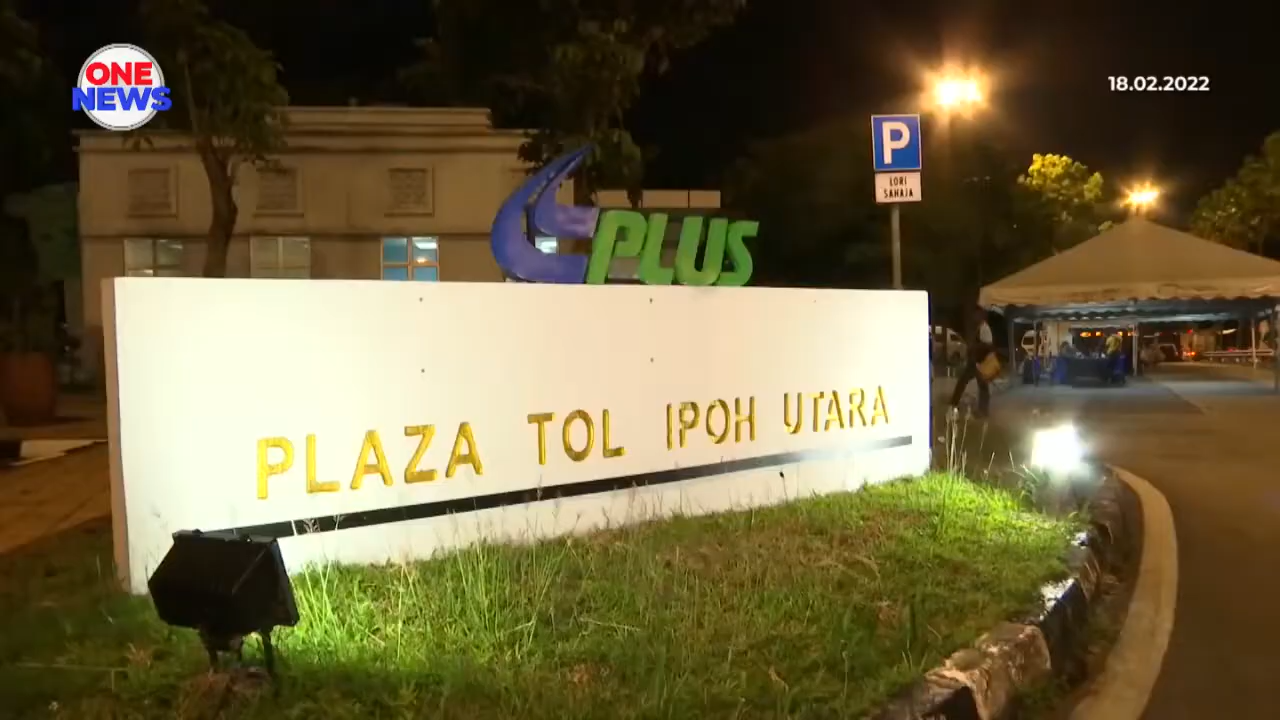 ONE
NEWS
18.02.2022
P
LORI
SAHAJA
PLUS
PLAZA TOL IPOH UTARA